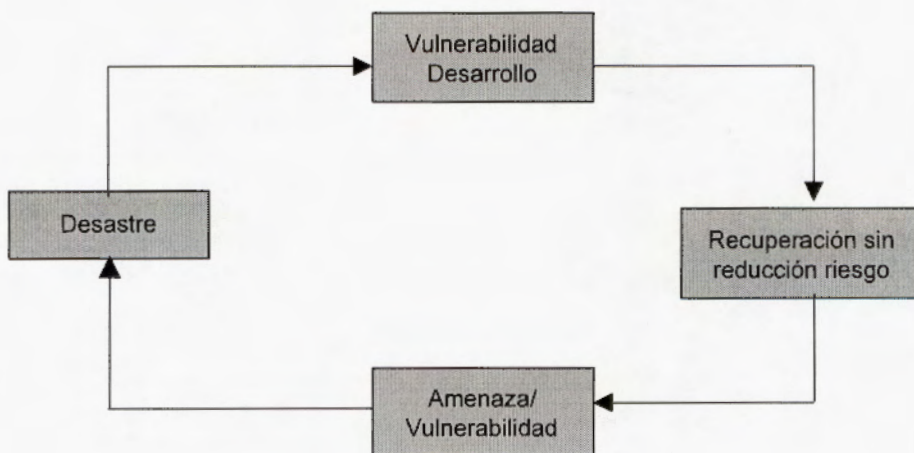 Vulnerabilidad
Desarrollo
Desastre
Recuperación sin
reducción riesgo
Amenaza/
Vulnerabilidad